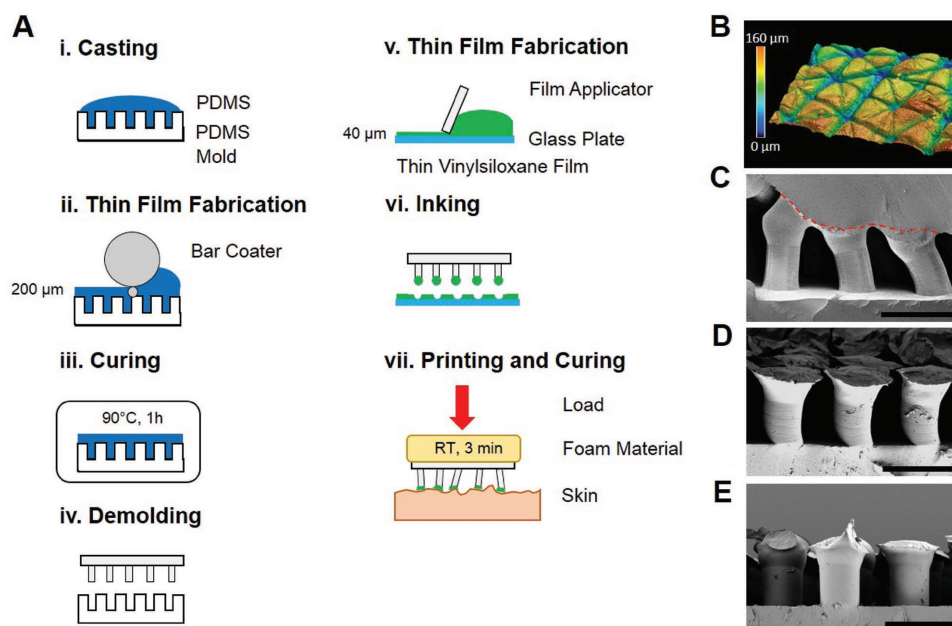 A
i. Casting
PDMS
PDMS
Mold
ii. Thin Film Fabrication
Bar Coater
200 µm
iii. Curing
90°C, 1h
iv. Demolding
v. Thin Film Fabrication
Film Applicator
40 µm
Glass Plate
Thin Vinylsiloxane Film
vi. Inking
vii. Printing and Curing
Load
RT, 3 min
Foam Material
Skin
B
160 µm
0 µm
C
D
E